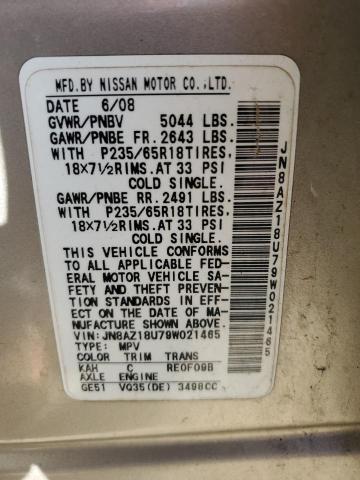 MFD.BY NISSAN MOTOR CO.,LTD.
DATE 6/08
GVWR/PNBV 5044 LBS.
GAWR/PNBE FR. 2643 LBS.
WITH P235/65R18TIRES,
18X7½RIMS.AT 33 PSI
COLD SINGLE.
GAWR/PNBE RR. 2491 LBS.
WITH P235/65R18TIRES,
18X7½RIMS.AT 33 PSI
COLD SINGLE.
THIS VEHICLE CONFORMS
TO ALL APPLICABLE FED-
ERAL MOTOR VEHICLE SA-
FETY AND THEFT PREVENTION
STANDARDS IN EFFECT
ON THE DATE OF MA-
NUFACTURE SHOWN ABOVE.
VIN:JN8AZ18U79W021465
TYPE: MPV
COLOR TRIM TRANS
KAH C RE0F09B
AXLE ENGINE
GE51 VQ35(DE) 3498CC
JN8AZ18U79W021465